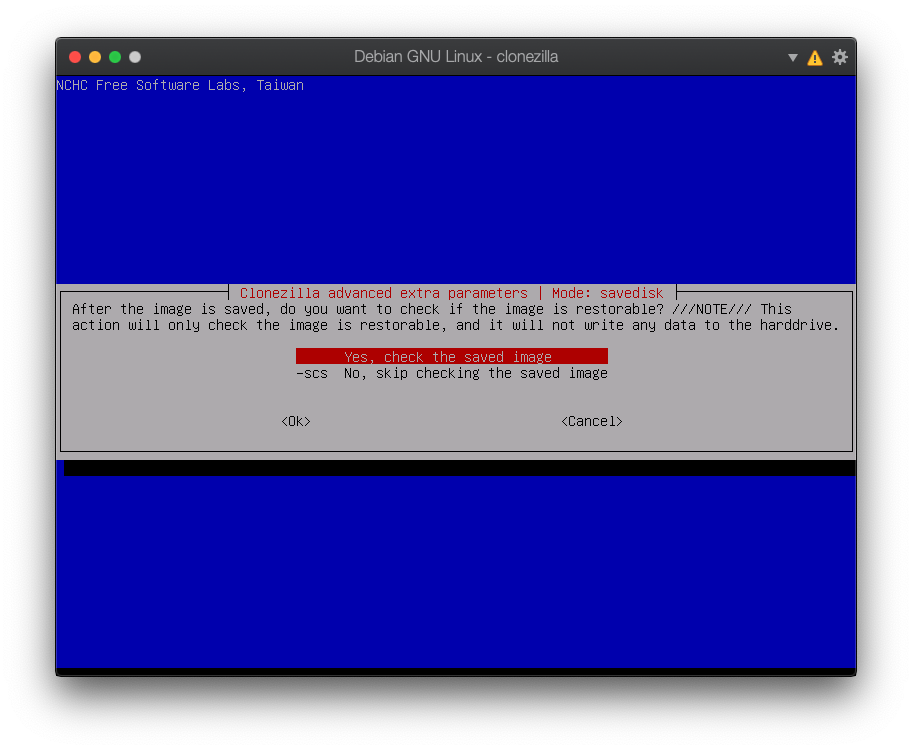 Debian GNU Linux - clonezilla
NCHC Free Software Labs, Taiwan
Clonezilla advanced extra parameters | Mode: savedisk
After the image is saved, do you want to check if the image is restorable? ///NOTE/// This
action will only check the image is restorable, and it will not write any data to the harddrive.
Yes, check the saved image
-scs  No, skip checking the saved image
<Ok> <Cancel>